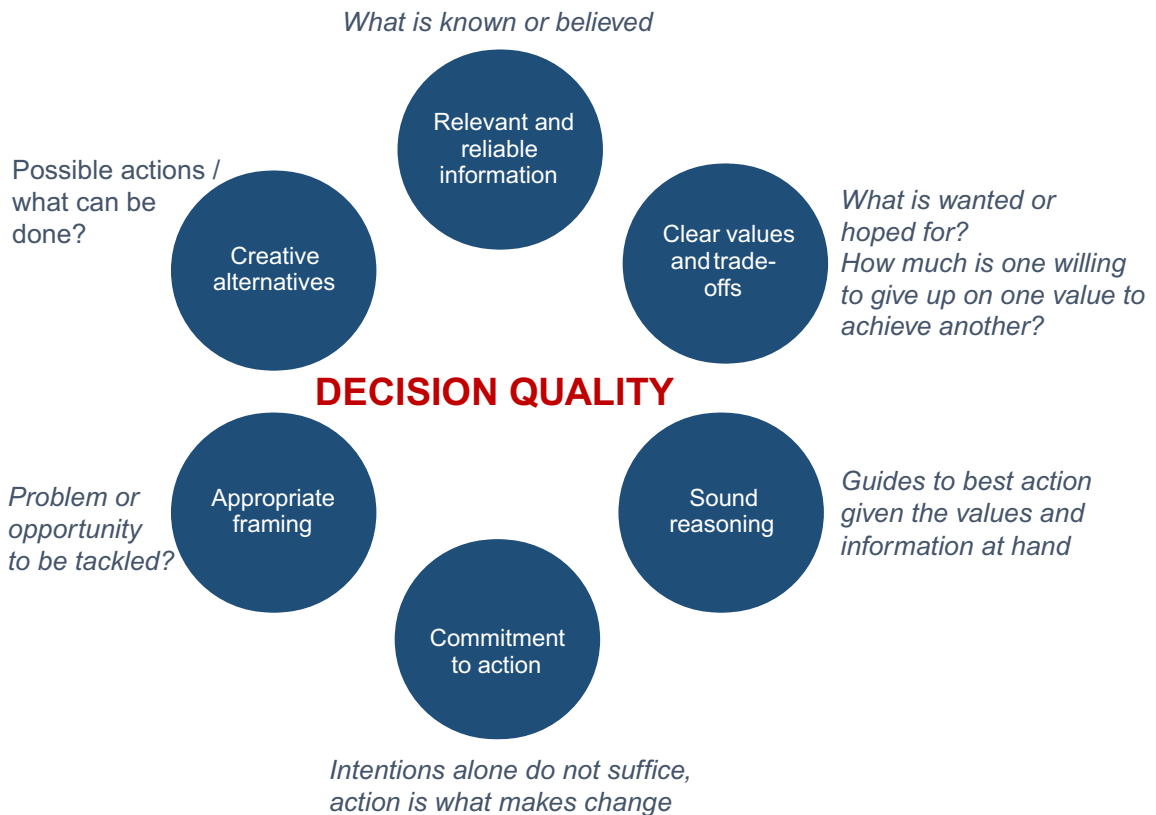 What is known or believed
Relevant and
reliable
information
Possible actions /
what can be
done?
Creative
alternatives
Clear values
and trade-
offs
What is wanted or
hoped for?
How much is one willing
to give up on one value to
achieve another?
DECISION QUALITY
Problem or
opportunity
to be tackled?
Appropriate
framing
Sound
reasoning
Guides to best action
given the values and
information at hand
Commitment
to action
Intentions alone do not suffice,
action is what makes change